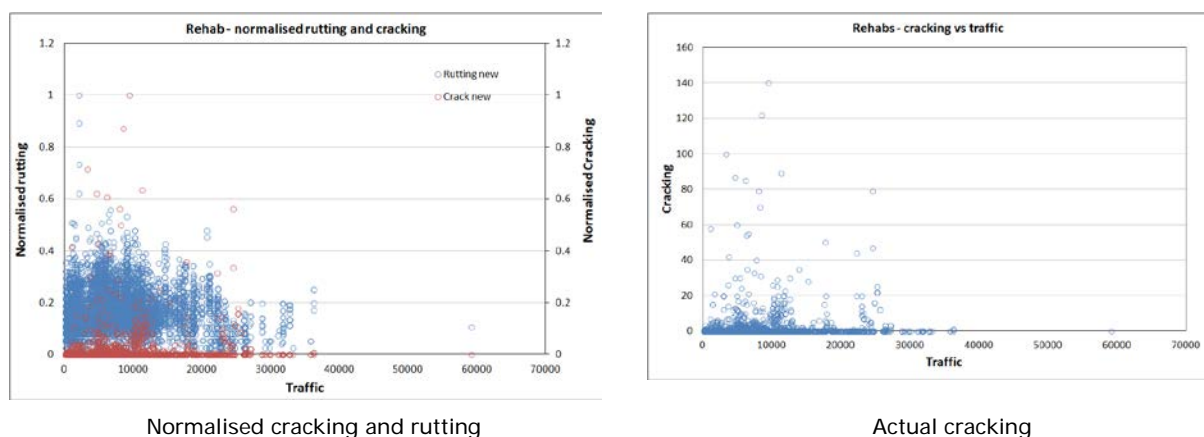 Rehab - normalised rutting and cracking
1.2
1
0.8
0.6
0.4
0.2
0
Normalised rutting
1.2
1
0.8
0.6
0.4
0.2
0
Normalised Cracking
Rutting new
Crack new
0 10000 20000 30000 40000 50000 60000 70000
Traffic
Normalised cracking and rutting
Rehabs - cracking vs traffic
160
140
120
100
80
60
40
20
0
Cracking
0 10000 20000 30000 40000 50000 60000 70000
Traffic
Actual cracking